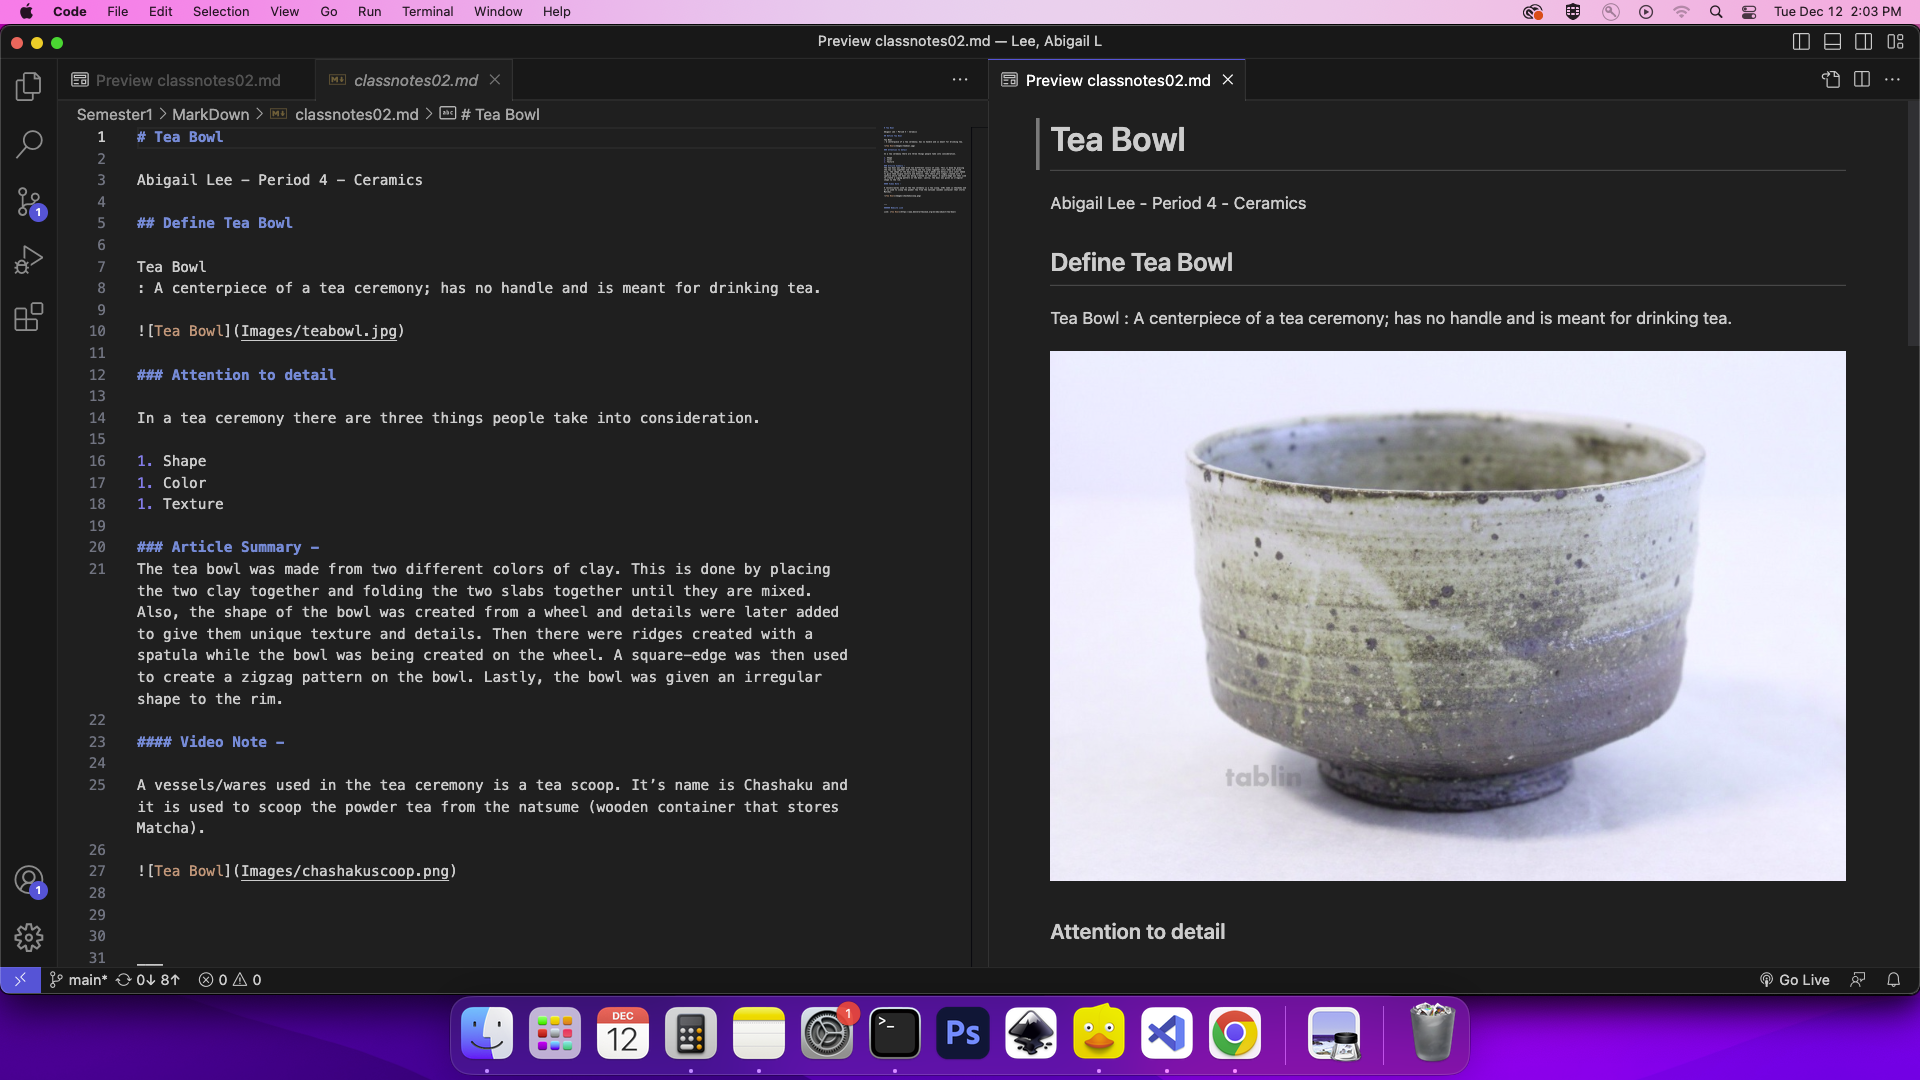 Code File Edit Selection View Go Run Terminal Window Help Tue Dec 12 2:03 PM
Preview classnotes02.md — Lee, Abigail L
Preview classnotes02.md
classnotes02.md
Semester1 > MarkDown > classnotes02.md > # Tea Bowl
1 # Tea Bowl
2
3 Abigail Lee - Period 4 - Ceramics
4
5 ## Define Tea Bowl
6
7 Tea Bowl
8 : A centerpiece of a tea ceremony; has no handle and is meant for drinking tea.
9
10 ![Tea Bowl](Images/teabowl.jpg)
11
12 ### Attention to detail
13
14 In a tea ceremony there are three things people take into consideration.
15
16 1. Shape
17 1. Color
18 1. Texture
19
20 ### Article Summary -
21 The tea bowl was made from two different colors of clay. This is done by placing
the two clay together and folding the two slabs together until they are mixed.
Also, the shape of the bowl was created from a wheel and details were later added
to give them unique texture and details. Then there were ridges created with a
spatula while the bowl was being created on the wheel. A square-edge was then used
to create a zigzag pattern on the bowl. Lastly, the bowl was given an irregular
shape to the rim.
22
23 #### Video Note -
24
25 A vessels/wares used in the tea ceremony is a tea scoop. It's name is Chashaku and
it is used to scoop the powder tea from the natsume (wooden container that stores
Matcha).
26
27 ![Tea Bowl](Images/chashakuscoop.png)
28
29
30
31 ___
Preview classnotes02.md
Tea Bowl
Abigail Lee - Period 4 - Ceramics
Define Tea Bowl
Tea Bowl : A centerpiece of a tea ceremony; has no handle and is meant for drinking tea.
tablin
Attention to detail
1
1
main* 0↓ 8↑ 0 0
Go Live
DEC
12
1
>_
Ps